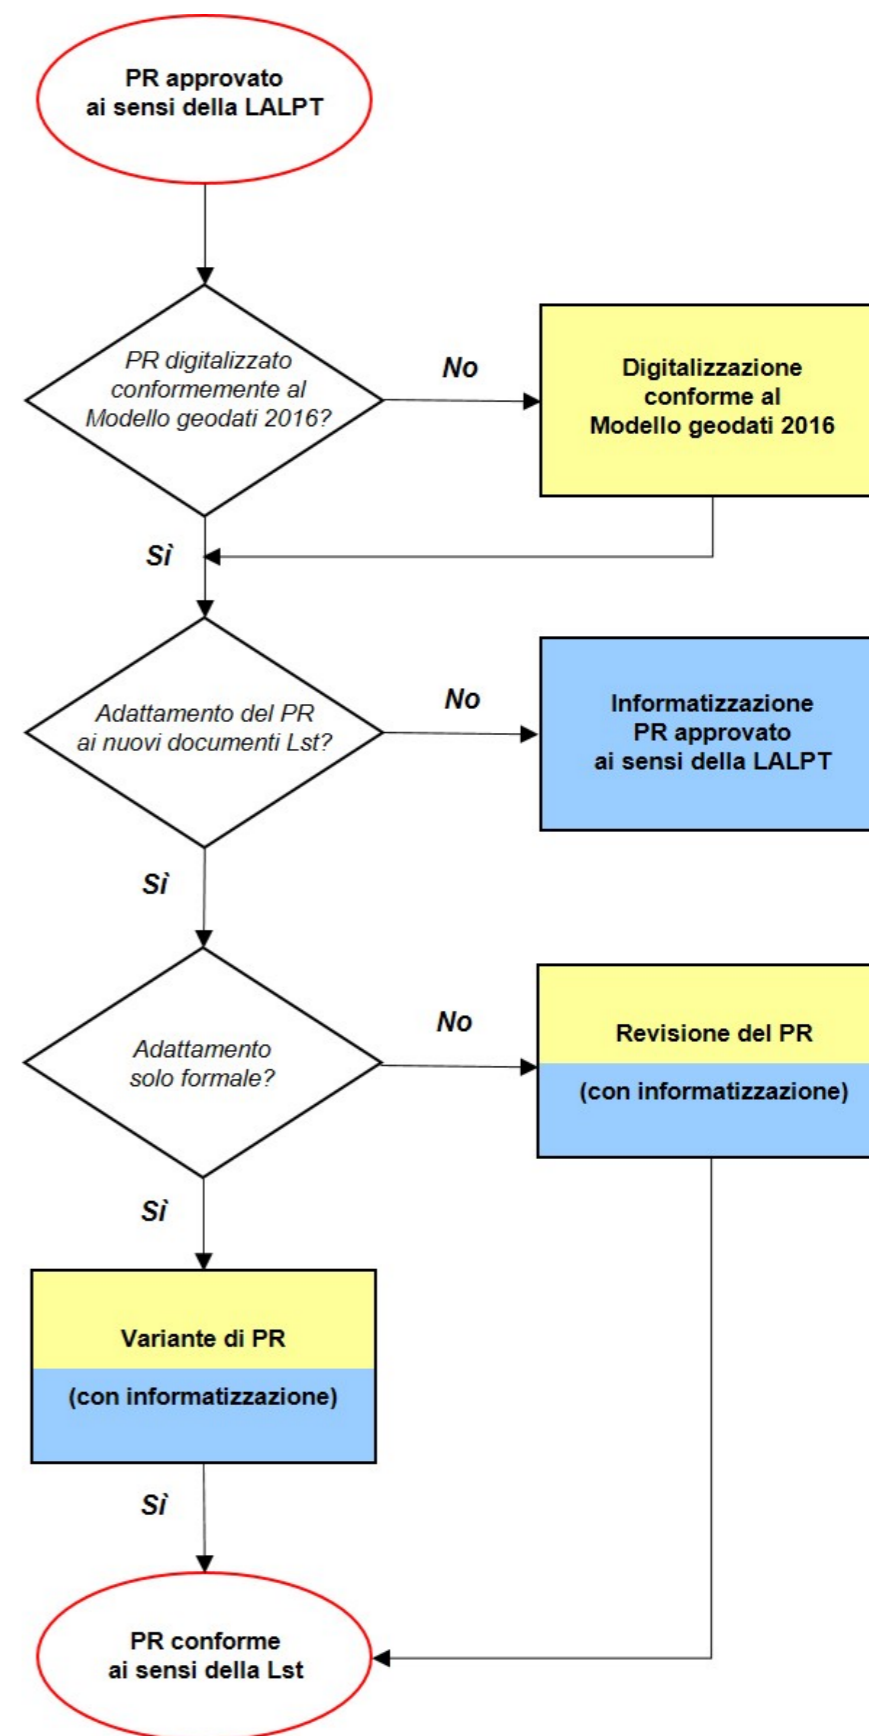 PR approvato
ai sensi della LALPT
PR digitalizzato
conformemente al
Modello geodati 2016?
No
Digitalizzazione
conforme al
Modello geodati 2016
Sì
Adattamento del PR
ai nuovi documenti Lst?
No
Informatizzazione
PR approvato
ai sensi della LALPT
Sì
Adattamento
solo formale?
No
Revisione del PR
(con informatizzazione)
Sì
Variante di PR
(con informatizzazione)
Sì
PR conforme
ai sensi della Lst